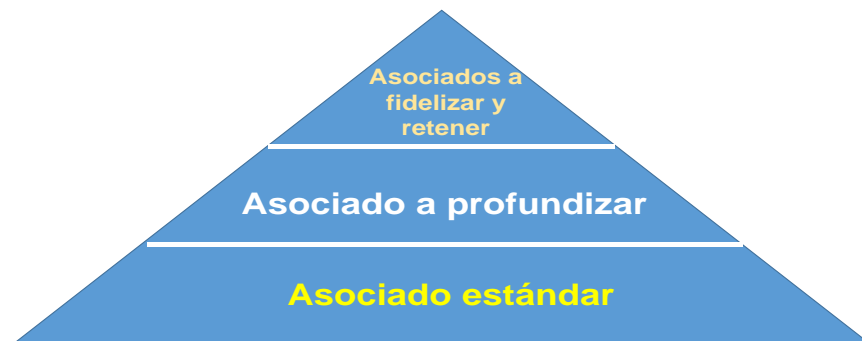 Asociados a
fidelizar y
retener
Asociado a profundizar
Asociado estándar